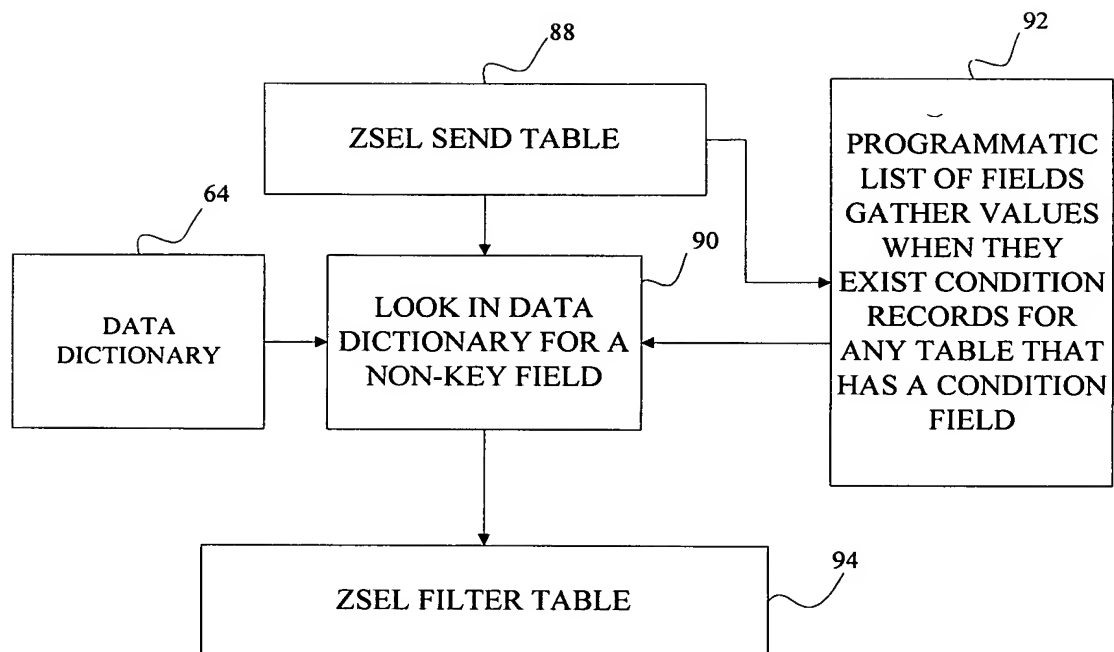 88
ZSEL SEND TABLE
92
PROGRAMMATIC
LIST OF FIELDS
GATHER VALUES
WHEN THEY
EXIST CONDITION
RECORDS FOR
ANY TABLE THAT
HAS A CONDITION
FIELD
64
DATA
DICTIONARY
90
LOOK IN DATA
DICTIONARY FOR A
NON-KEY FIELD
ZSEL FILTER TABLE
94